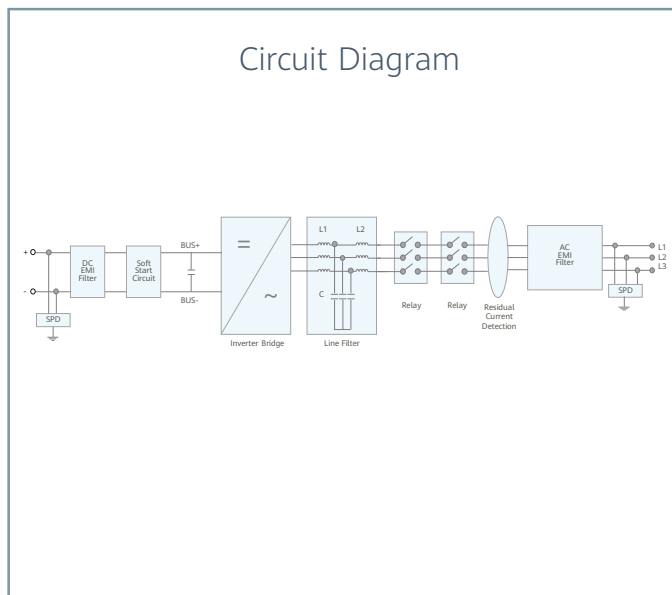 Circuit Diagram
+
-
SPD
DC
EMI
Filter
Soft
Start
Circuit
BUS+
BUS-
=
~
Inverter Bridge
L1
L2
C
Line Filter
Relay
Relay
Residual
Current
Detection
AC
EMI
Filter
L1
L2
L3
SPD